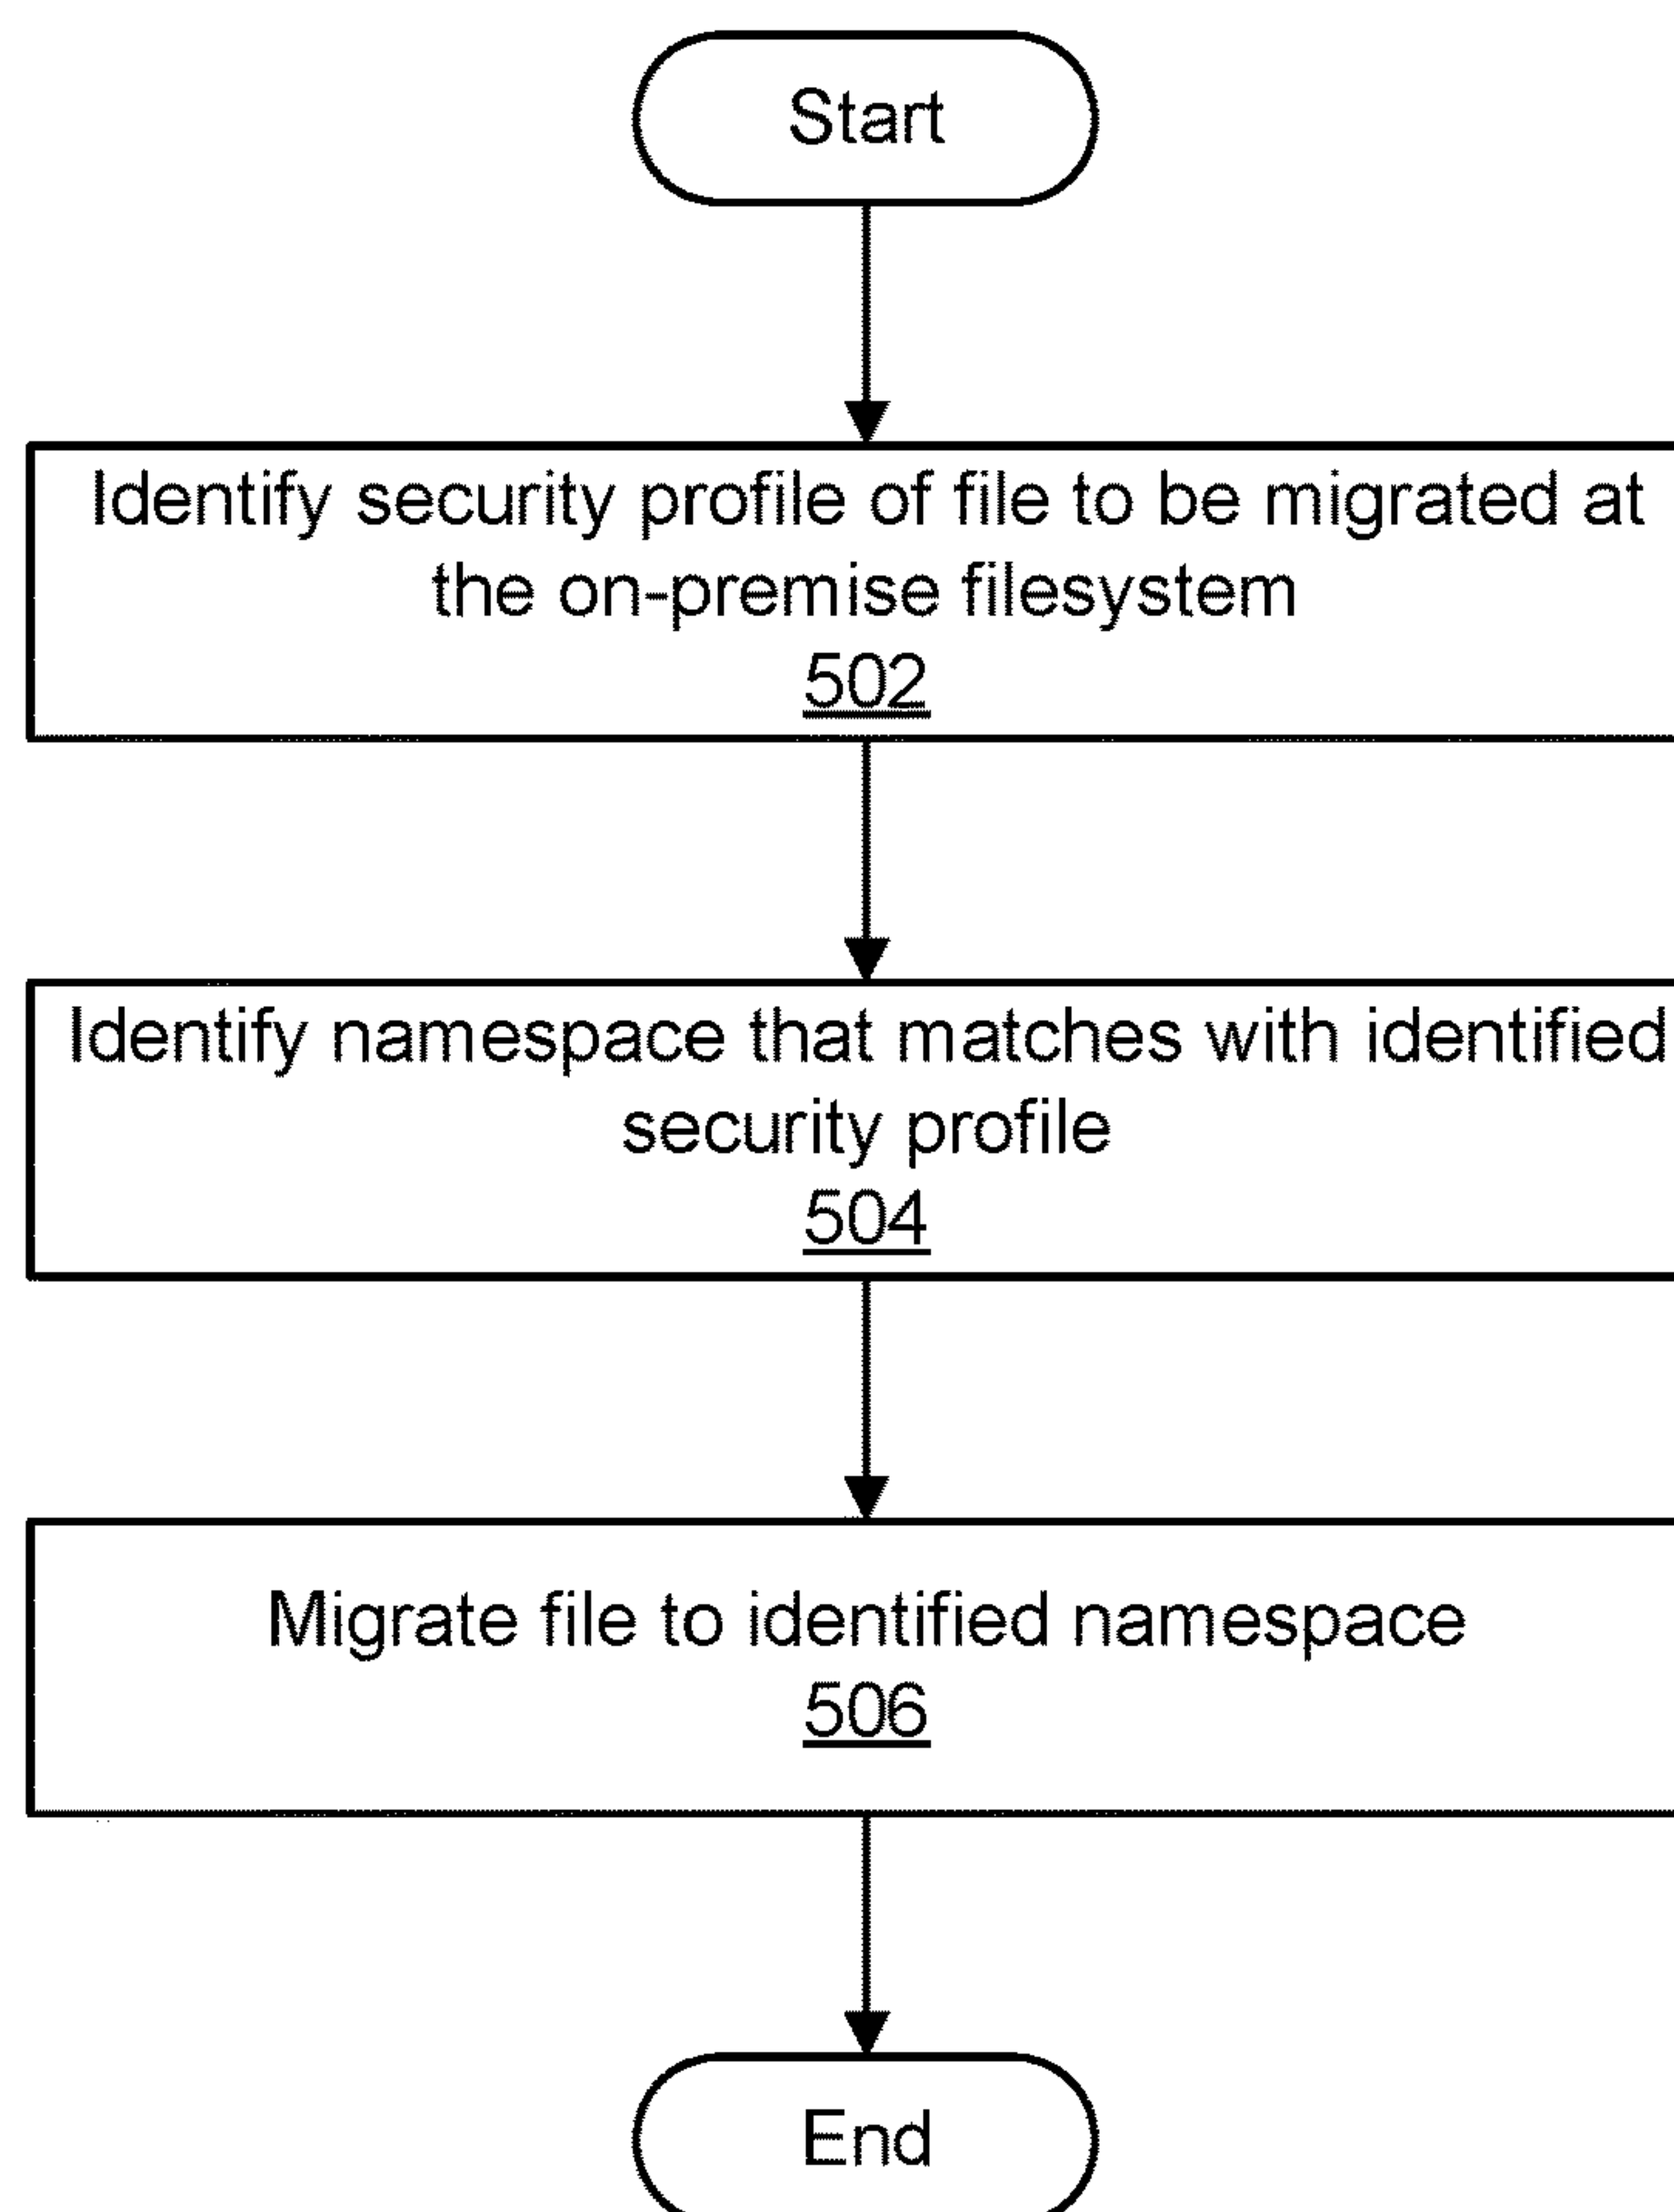 Start
Identify security profile of file to be migrated at
the on-premise filesystem
502
Identify namespace that matches with identified
security profile
504
Migrate file to identified namespace
506
End